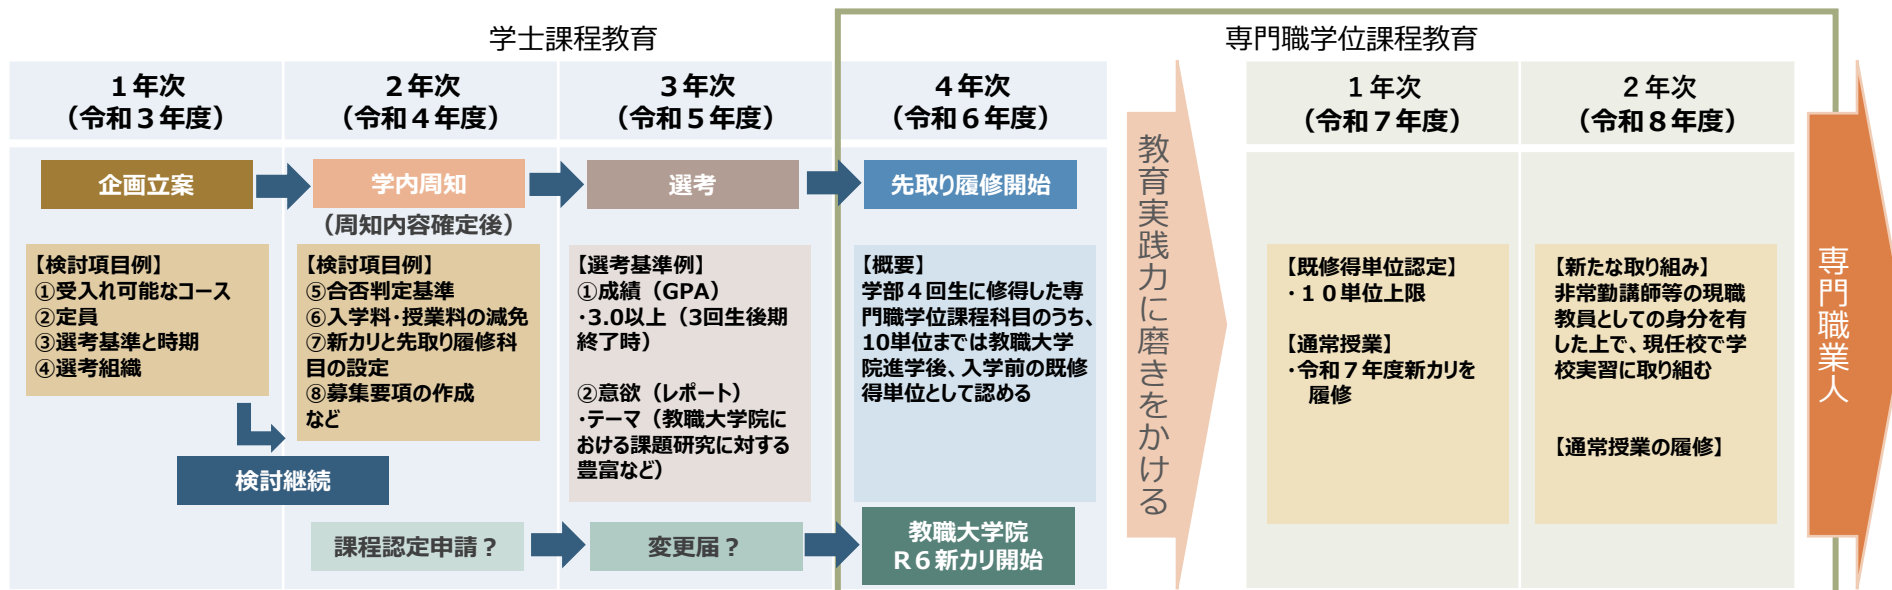 学士課程教育
専門職学位課程教育
１年次
（令和３年度）
２年次
（令和４年度）
３年次
（令和５年度）
４年次
（令和６年度）
１年次
（令和７年度）
２年次
（令和８年度）
企画立案
学内周知
（周知内容確定後）
選考
先取り履修開始
【検討項目例】
①受入れ可能なコース
②定員
③選考基準と時期
④選考組織
【検討項目例】
⑤合否判定基準
⑥入学料・授業料の減免
⑦新カリと先取り履修科
目の設定
⑧募集要項の作成
など
【選考基準例】
①成績（GPA）
・3.0以上（3回生後期
終了時）
②意欲（レポート）
・テーマ（教職大学院に
おける課題研究に対する
豊富など）
【概要】
学部４回生に修得した専
門職学位課程科目のうち、
10単位までは教職大学
院進学後、入学前の既修
得単位として認める
検討継続
課程認定申請？
変更届？
教職大学院
Ｒ６新カリ開始
教育実践力に磨きをかける
【既修得単位認定】
・１０単位上限
【通常授業】
・令和７年度新カリを
履修
【新たな取り組み】
非常勤講師等の現職
教員としての身分を有
した上で、現任校で学
校実習に取り組む
【通常授業の履修】
専門職業人